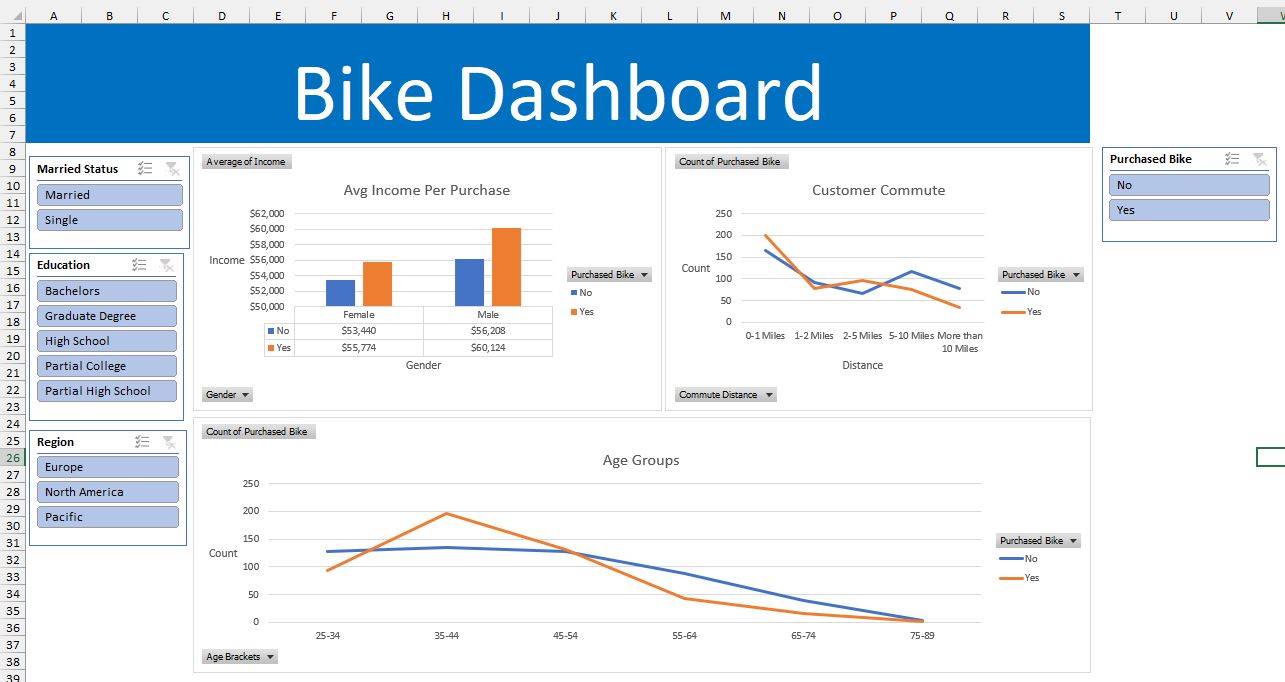 A B C D E F G H I J K L M N O P Q R S T U V
1
2
3
4
5
6
7
8
9
10
11
12
13
14
15
16
17
18
19
20
21
22
23
24
25
26
27
28
29
30
31
32
33
34
35
36
37
38
39
Bike Dashboard
Married Status
Married
Single
Education
Bachelors
Graduate Degree
High School
Partial College
Partial High School
Region
Europe
North America
Pacific
Average of Income
Avg Income Per Purchase
$62,000
$60,000
$58,000
$56,000
$54,000
$52,000
$50,000
Income
Female Male
No $53,440 $56,208
Yes $55,774 $60,124
Gender
Purchased Bike
No
Yes
Gender
Count of Purchased Bike
Customer Commute
250
200
150
100
50
0
Count
0-1 Miles 1-2 Miles 2-5 Miles 5-10 Miles More than
10 Miles
Distance
Purchased Bike
No
Yes
Commute Distance
Purchased Bike
No
Yes
Count of Purchased Bike
Age Groups
250
200
150
100
50
0
Count
25-34 35-44 45-54 55-64 65-74 75-89
Purchased Bike
No
Yes
Age Brackets